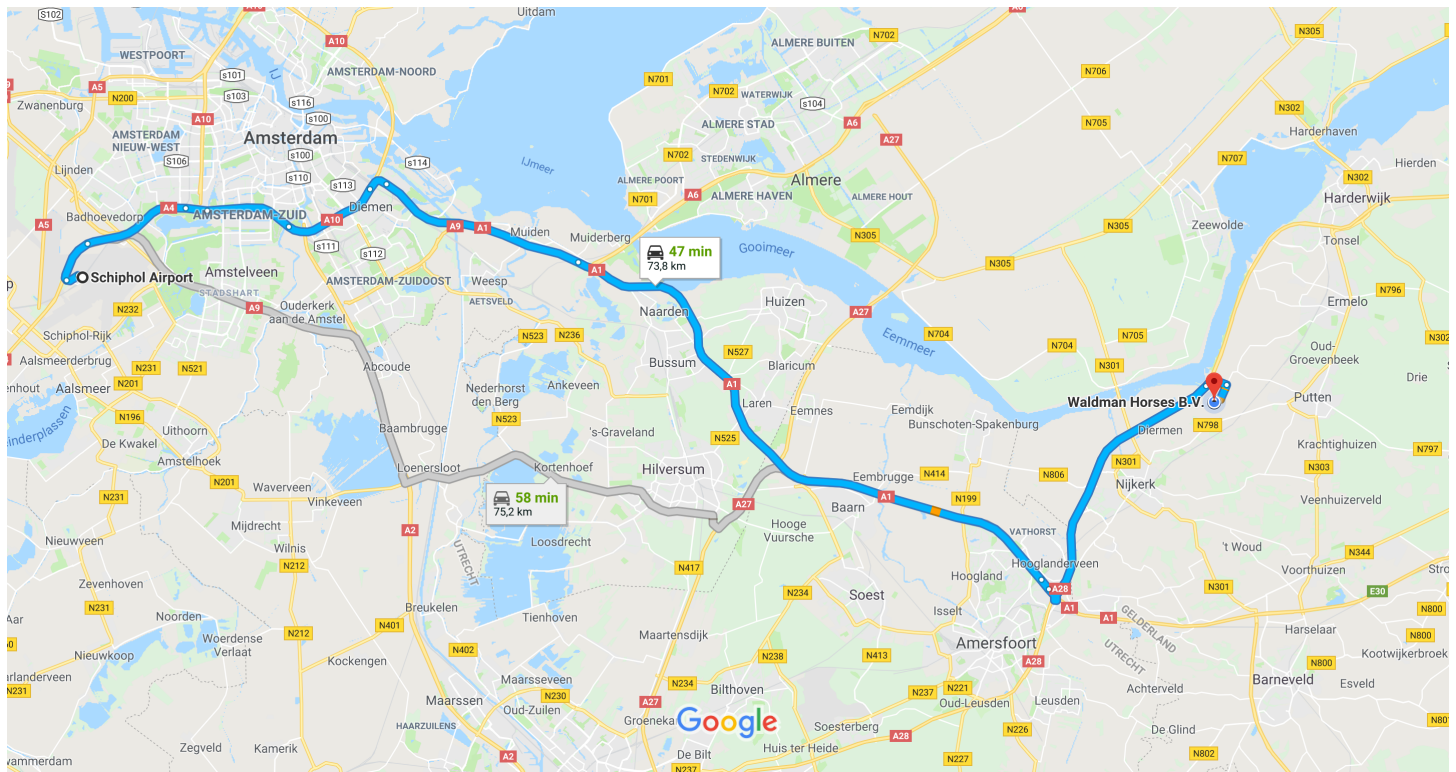 S102
A10
Uitdam
A6
N305
N702
N305
ALMERE BUITEN
A10
WESTPOORT
AMSTERDAM-NOORD
s101
N701
N702
WATERWIJK
N706
A5
s103
s116
s104
Zwanenburg
N200
s100
N302
A10
ALMERE STAD
A6
N705
Harderhaven
AMSTERDAM
NIEUW-WEST
Amsterdam
A27
S106
s100
s114
IJmeer
N702
STEDENWIJK
N707
Hierden
Lijnden
s110
s113
ALMERE POORT
Almere
N302
N701
A6
ALMERE HAVEN
ALMERE HOUT
Harderwijk
A4
Diemen
Badhoevedorp
AMSTERDAM-ZUID
A10
A5
A9
A1
Muiden
Muiderberg
N305
N305
Zeewolde
Tonsel
s111
s112
Gooimeer
47 min
73,8 km
N305
A1
Schiphol Airport
Amstelveen
AMSTERDAM-ZUIDOOST
Weesp
N796
STADSHART
AETSVELD
Huizen
Ermelo
N232
A9
Ouderkerk
aan de Amstel
Naarden
A27
Schiphol-Rijk
N523
N236
N704
N705
N302
Aalsmeerderbrug
N231
Abcoude
Bussum
N527
Eemmeer
N704
Oud-
Groevenbeek
N201
N521
Blaricum
N301
Aalsmeer
Nederhorst
den Berg
Ankeveen
A1
Drie
N196
Laren
Waldman Horses B.V.
Putten
De Kwakel
Uithoorn
N523
Eemnes
Eemdijk
Bunschoten-Spakenburg
N798
Baambrugge
's-Graveland
N525
Diermen
Krachtighuizen
Amstelhoek
N797
Loenersloot
Kortenhoef
Hilversum
N301
N303
N201
Waverveen
Eembrugge
N414
N806
Nijkerk
N231
Vinkeveen
58 min
75,2 km
A27
A1
N199
Veenhuizerveld
Baarn
Mijdrecht
A2
Hooge
Vuursche
VATHORST
Nieuwveen
Wilnis
UTRECHT
Loosdrecht
't Woud
N344
N212
N417
Hoogland
Hooglanderveen
Voorthuizen
Zevenhoven
N301
A28
E30
N231
Breukelen
N234
Soest
A1
A1
N800
Noorden
Tienhoven
Isselt
GELDERLAND
Woerdense
Verlaat
N212
N401
Maartensdijk
Amersfoort
UTRECHT
Harselaar
N800
Nieuwkoop
N402
N238
N413
Kootwijkerbroek
Kockengen
A28
N800
Maarsseveen
N234
Bilthoven
N237
N221
Achterveld
Barneveld
Esveld
N231
Maarssen
N230
A27
Oud-Leusden
Leusden
Oud-Zuilen
Google
HAARZUILENS
Soesterberg
N226
De Glind
A28
Zegveld
Kamerik
A2
De Bilt
Huis ter Heide
N227
N802
N237